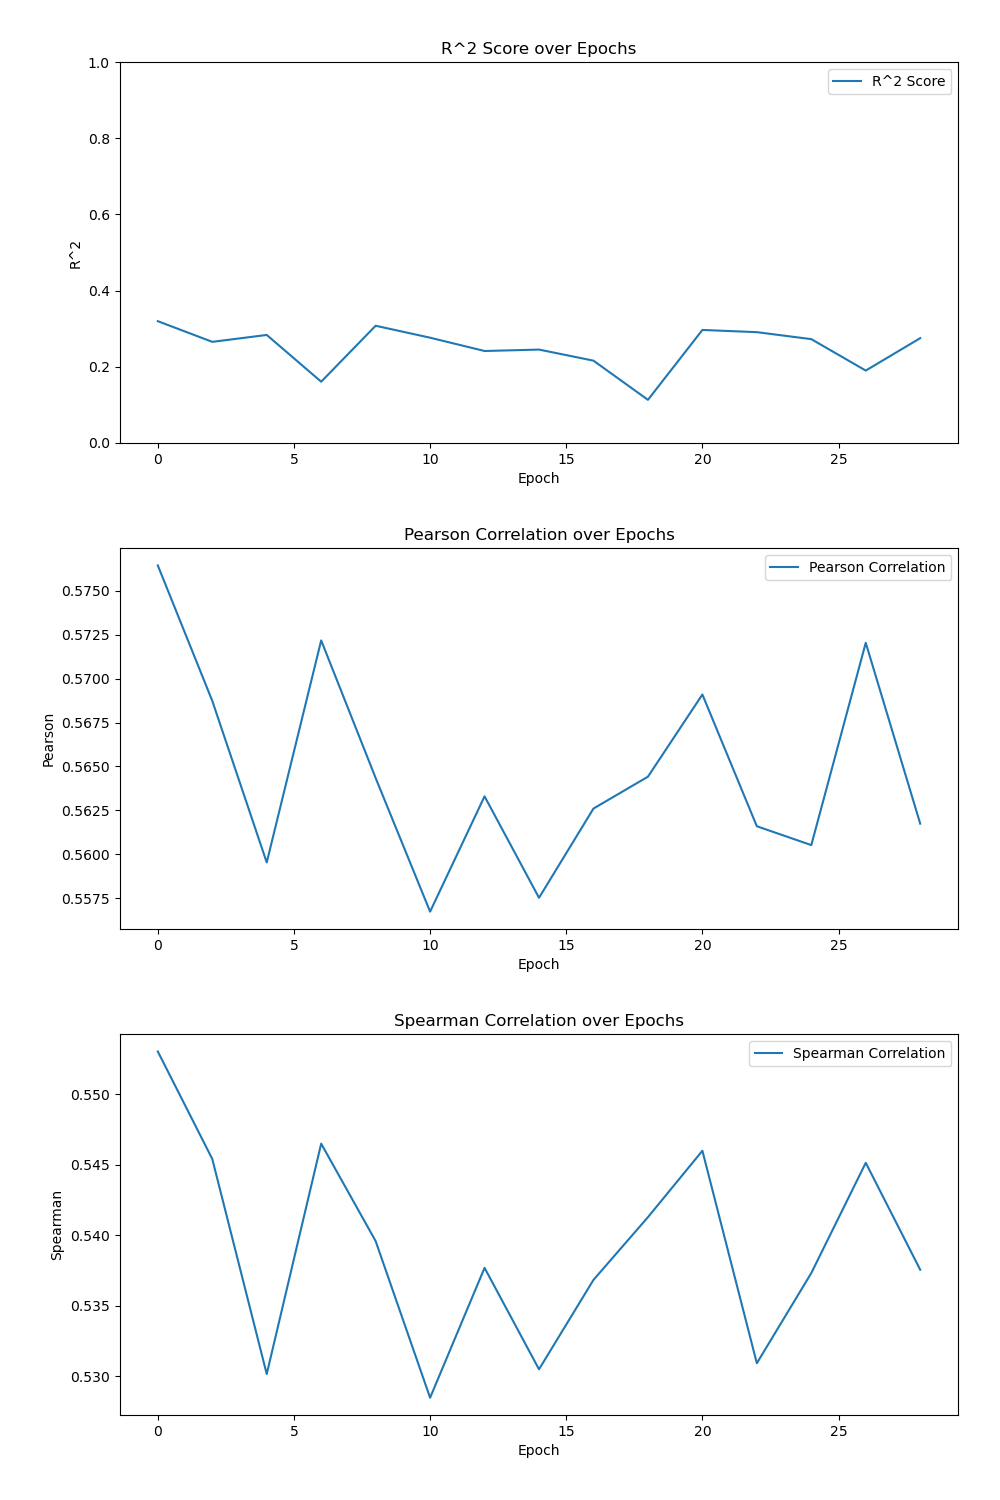 R^2 Score over Epochs
R^2 Score
1.0
0.8
0.6
0.4
0.2
0.0
R^2
0 5 10 15 20 25
Epoch
Pearson Correlation over Epochs
Pearson Correlation
0.5750
0.5725
0.5700
0.5675
0.5650
0.5625
0.5600
0.5575
Pearson
0 5 10 15 20 25
Epoch
Spearman Correlation over Epochs
Spearman Correlation
0.550
0.545
0.540
0.535
0.530
Spearman
0 5 10 15 20 25
Epoch